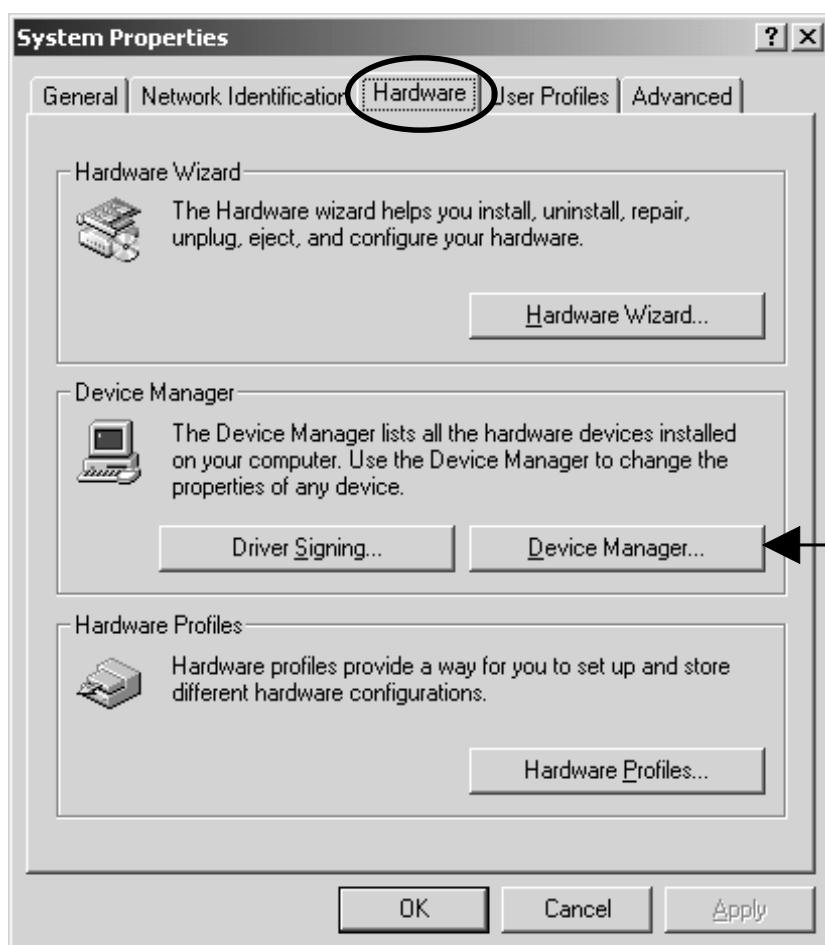 System Properties
? X
General Network Identification Hardware User Profiles Advanced
Hardware Wizard
The Hardware wizard helps you install, uninstall, repair,
unplug, eject, and configure your hardware.
Hardware Wizard...
Device Manager
The Device Manager lists all the hardware devices installed
on your computer. Use the Device Manager to change the
properties of any device.
Driver Signing... Device Manager...
Hardware Profiles
Hardware profiles provide a way for you to set up and store
different hardware configurations.
Hardware Profiles...
OK Cancel Apply